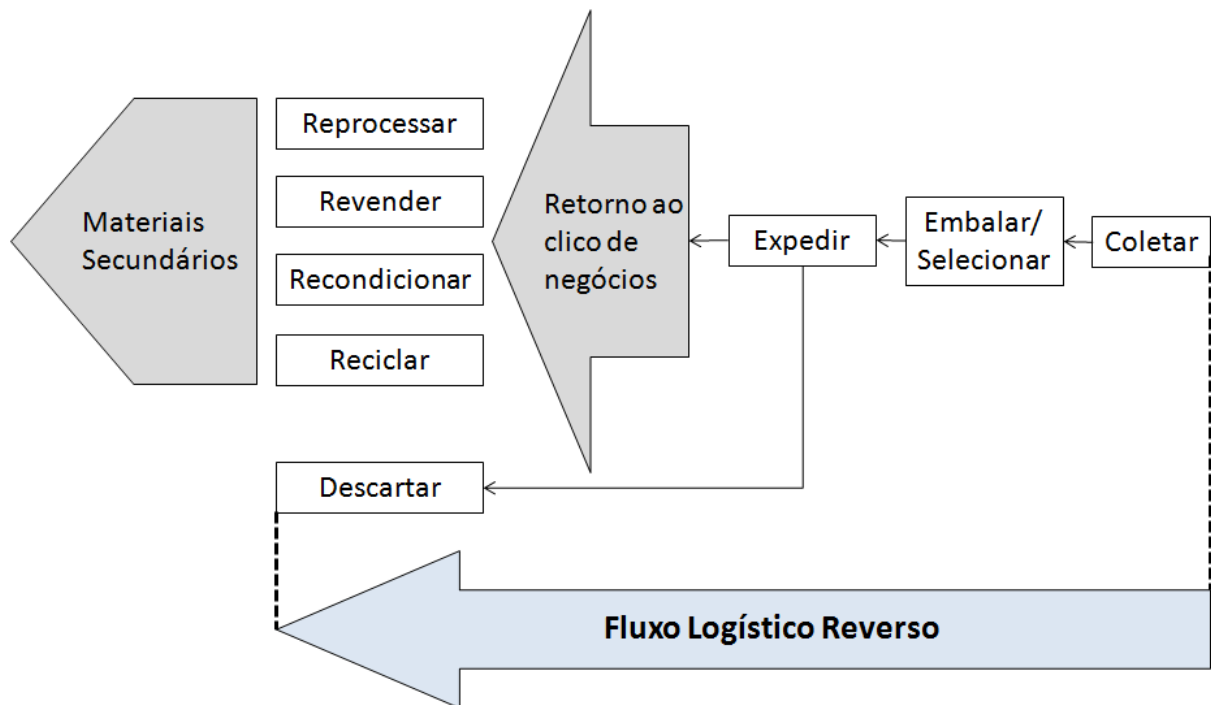 Reprocessar
Revender
Recondicionar
Reciclar
Descartar
Materiais
Secundários
Retorno ao
clico de
negócios
Expedir
Embalar/
Selecionar
Coletar
Fluxo Logístico Reverso